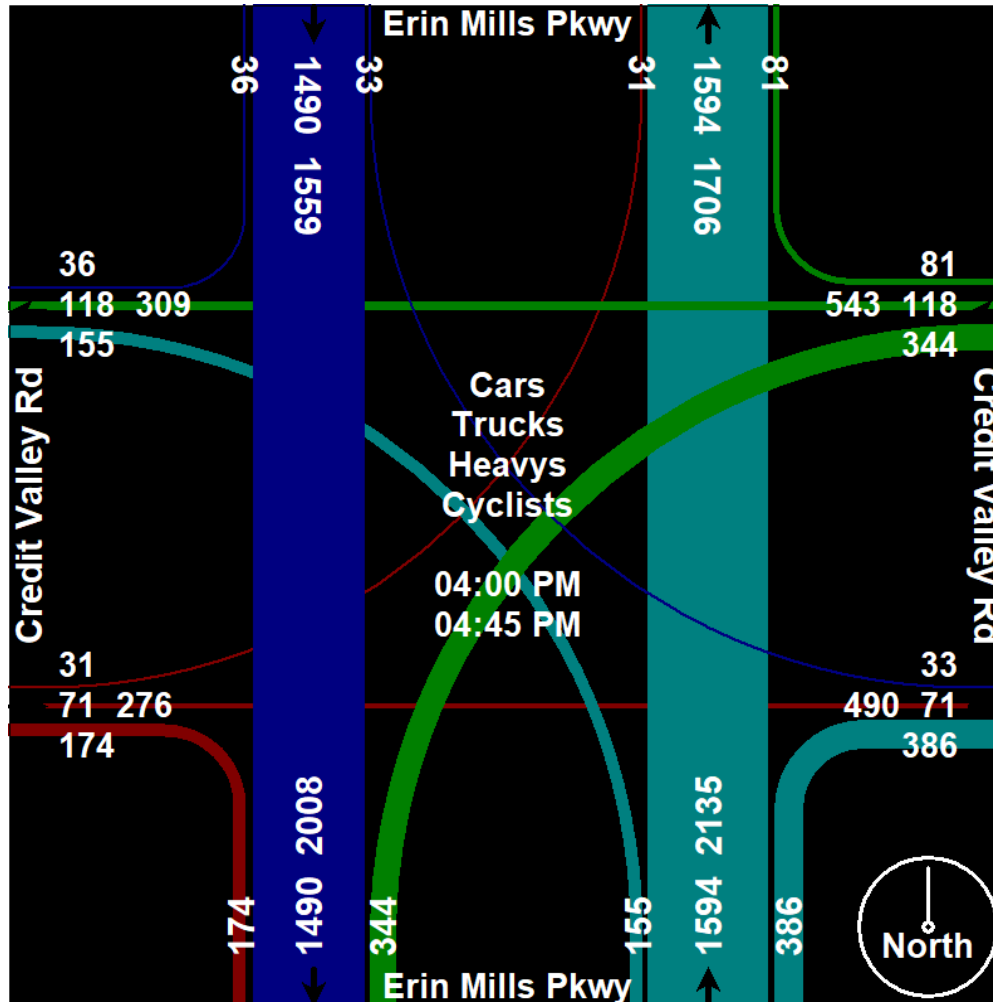 Erin Mills Pkwy
36
1490 1559
33
31
1594 1706
81
36
118 309
155
81
543 118
344
Credit Valley Rd
Cars
Trucks
Heavys
Cyclists
04:00 PM
04:45 PM
Credit Valley Rd
31
71 276
174
33
490 71
386
174
1490 2008
344
155
1594 2135
386
North
Erin Mills Pkwy